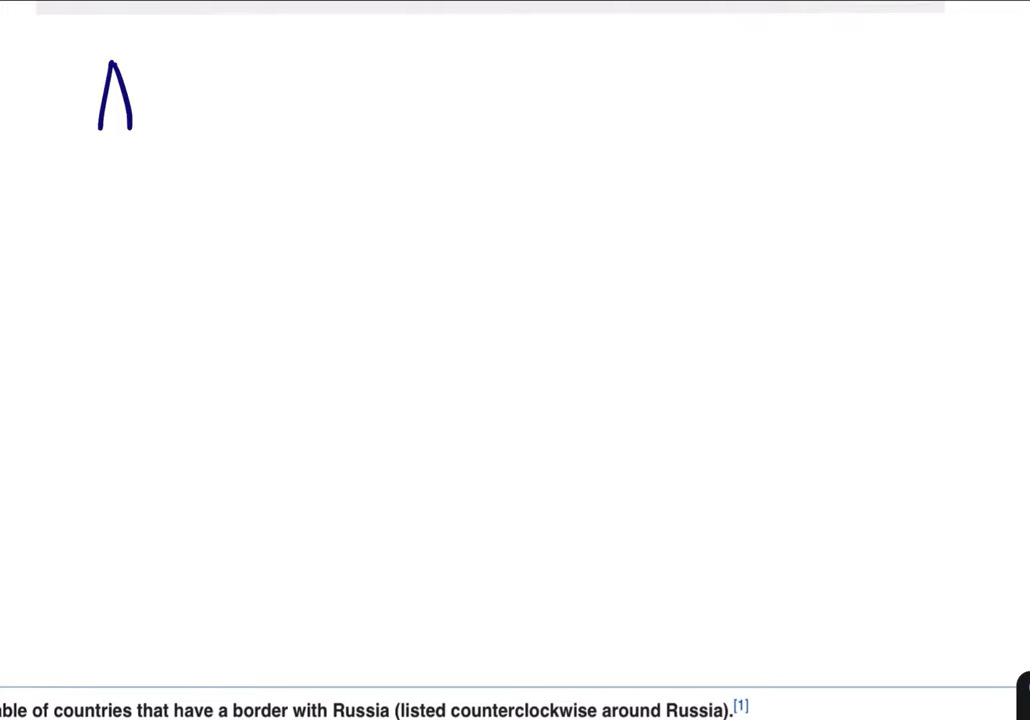 able of countries that have a border with Russia (listed counterclockwise around Russia).[1]